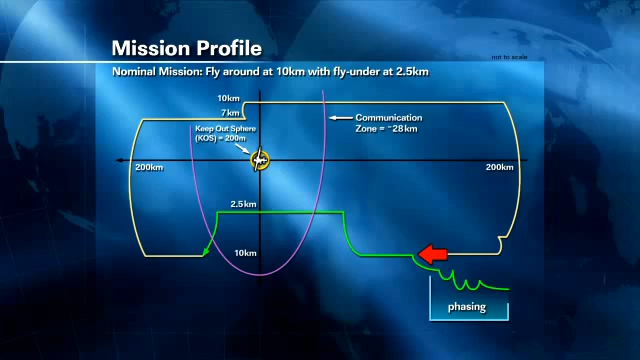 Mission Profile
not to scale
Nominal Mission: Fly around at 10km with fly-under at 2.5km
10km
7km
Communication
Zone = ~28km
Keep Out Sphere
(KOS) = 200m
200km
200km
2.5km
10km
phasing